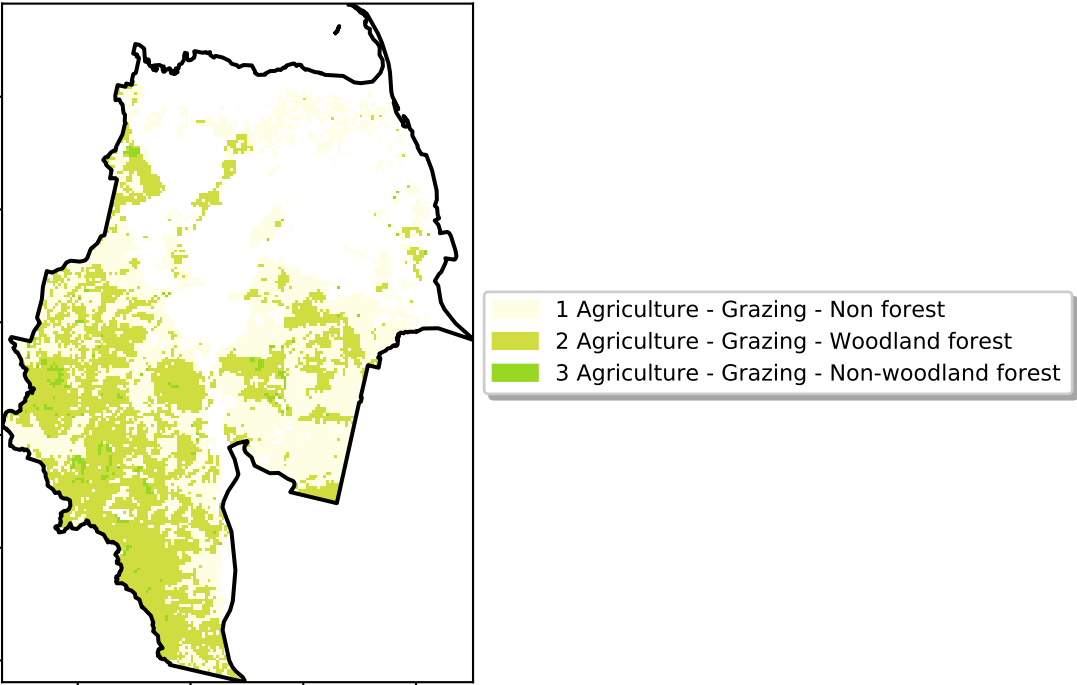 1 Agriculture - Grazing - Non forest
2 Agriculture - Grazing - Woodland forest
3 Agriculture - Grazing - Non-woodland forest